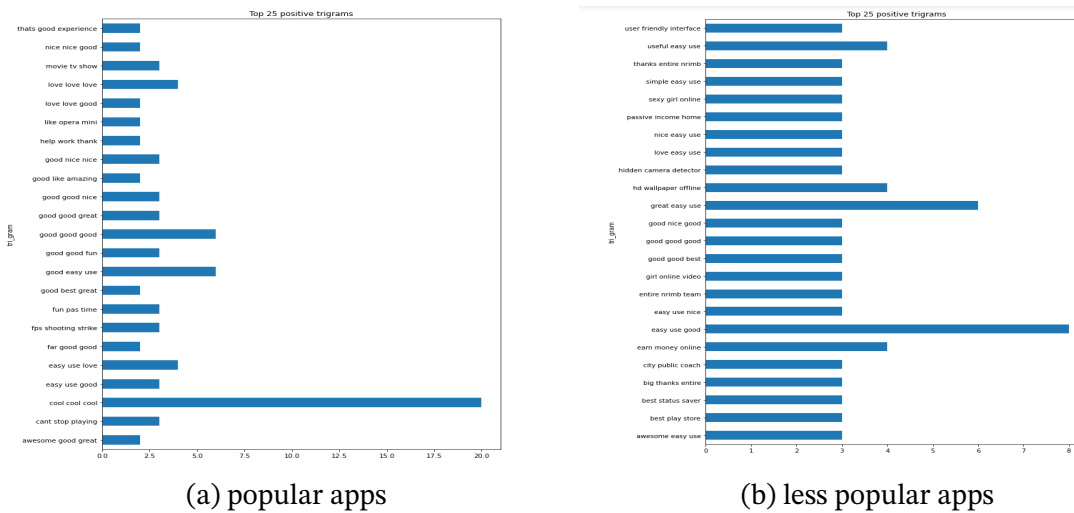 Top 25 positive trigrams
thats good experience
nice nice good
movie tv show
love love love
love love good
like opera mini
help work thank
good nice nice
good like amazing
good good nice
good good great
good good good
good good fun
good easy use
good best great
fun pas time
fps shooting strike
far good good
easy use love
easy use good
cool cool cool
cant stop playing
awesome good great
tri_gram
0.0 2.5 5.0 7.5 10.0 12.5 15.0 17.5 20.0
(a) popular apps
Top 25 positive trigrams
user friendly interface
useful easy use
thanks entire nrimb
simple easy use
sexy girl online
passive income home
nice easy use
love easy use
hidden camera detector
hd wallpaper offline
great easy use
good nice good
good good good
good good best
girl online video
entire nrimb team
easy use nice
easy use good
earn money online
city public coach
big thanks entire
best status saver
best play store
awesome easy use
tri_gram
0 1 2 3 4 5 6 7 8
(b) less popular apps